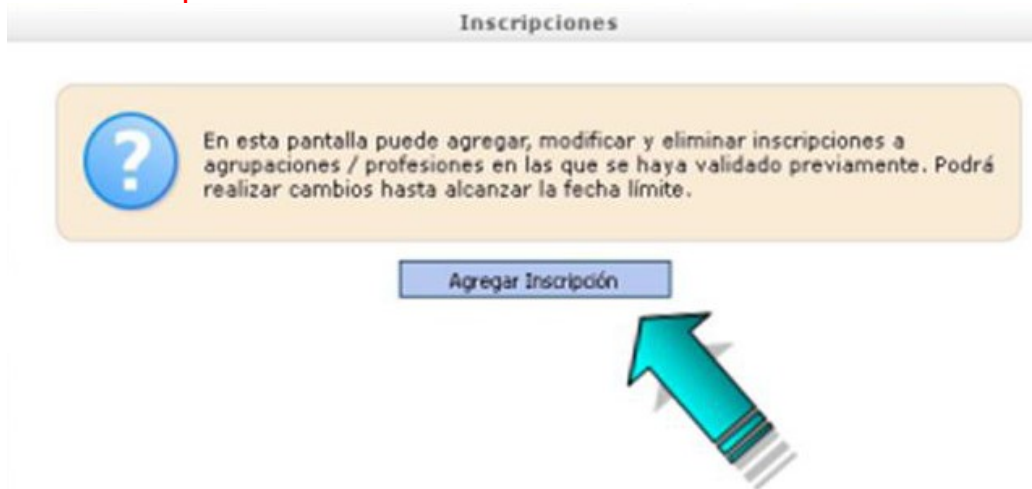 Inscripciones
?
En esta pantalla puede agregar, modificar y eliminar inscripciones a
agrupaciones / profesiones en las que se haya validado previamente. Podrá
realizar cambios hasta alcanzar la fecha límite.
Agregar Inscripción